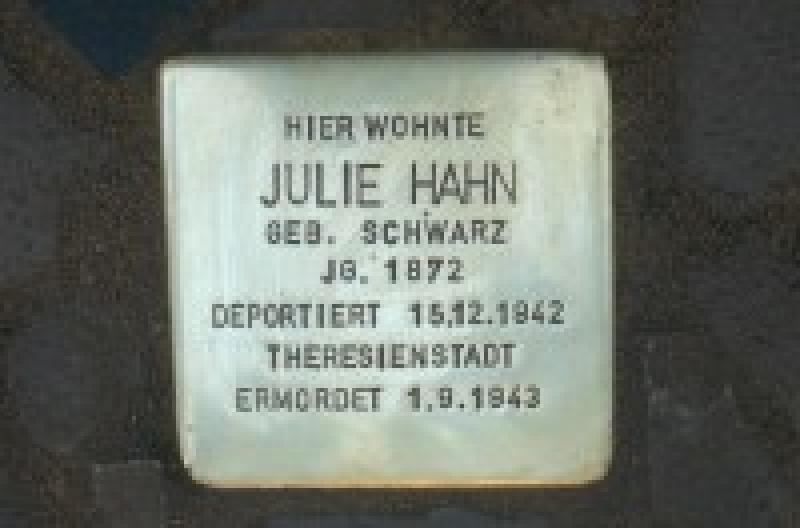 HIER WOHNTE
JULIE HAHN
GEB. SCHWARZ
JG. 1872
DEPORTIERT 15.12.1942
THERESIENSTADT
ERMORDET 1.9.1943